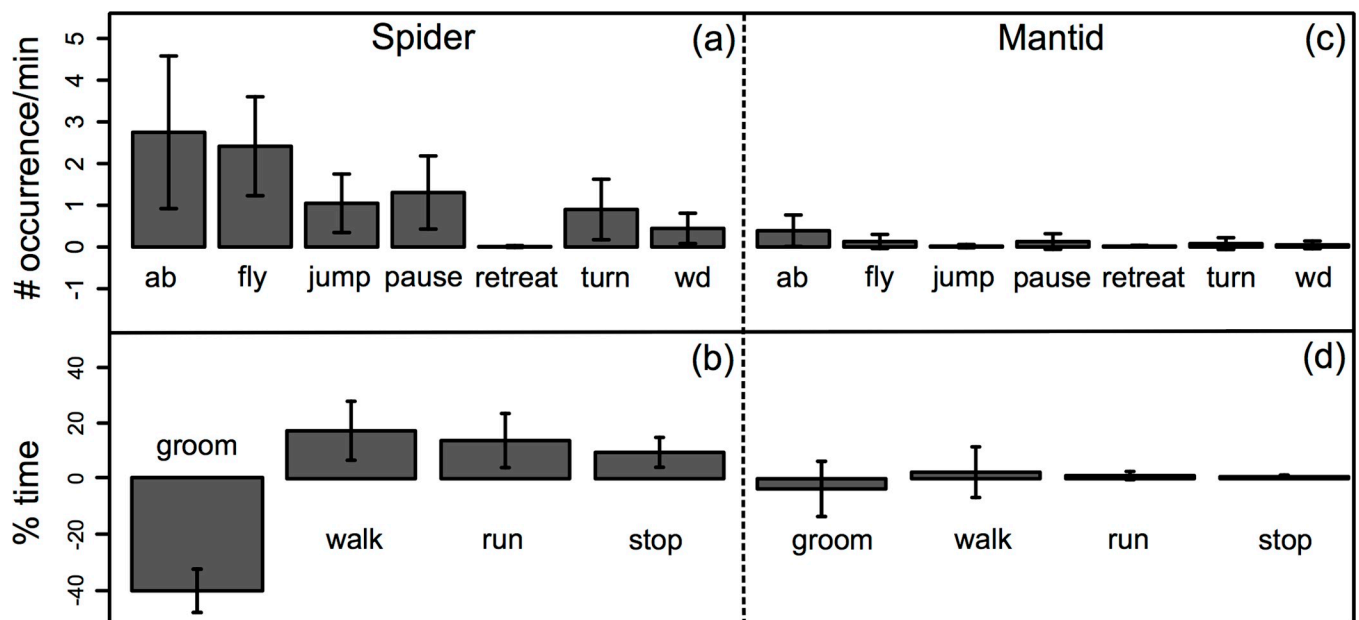 Spider (a) Mantid (c)
# occurrence/min
5
4
3
2
1
0
-1
ab fly jump pause retreat turn wd ab fly jump pause retreat turn wd
(b) (d)
% time
40
20
0
-20
-40
groom
walk run stop groom walk run stop